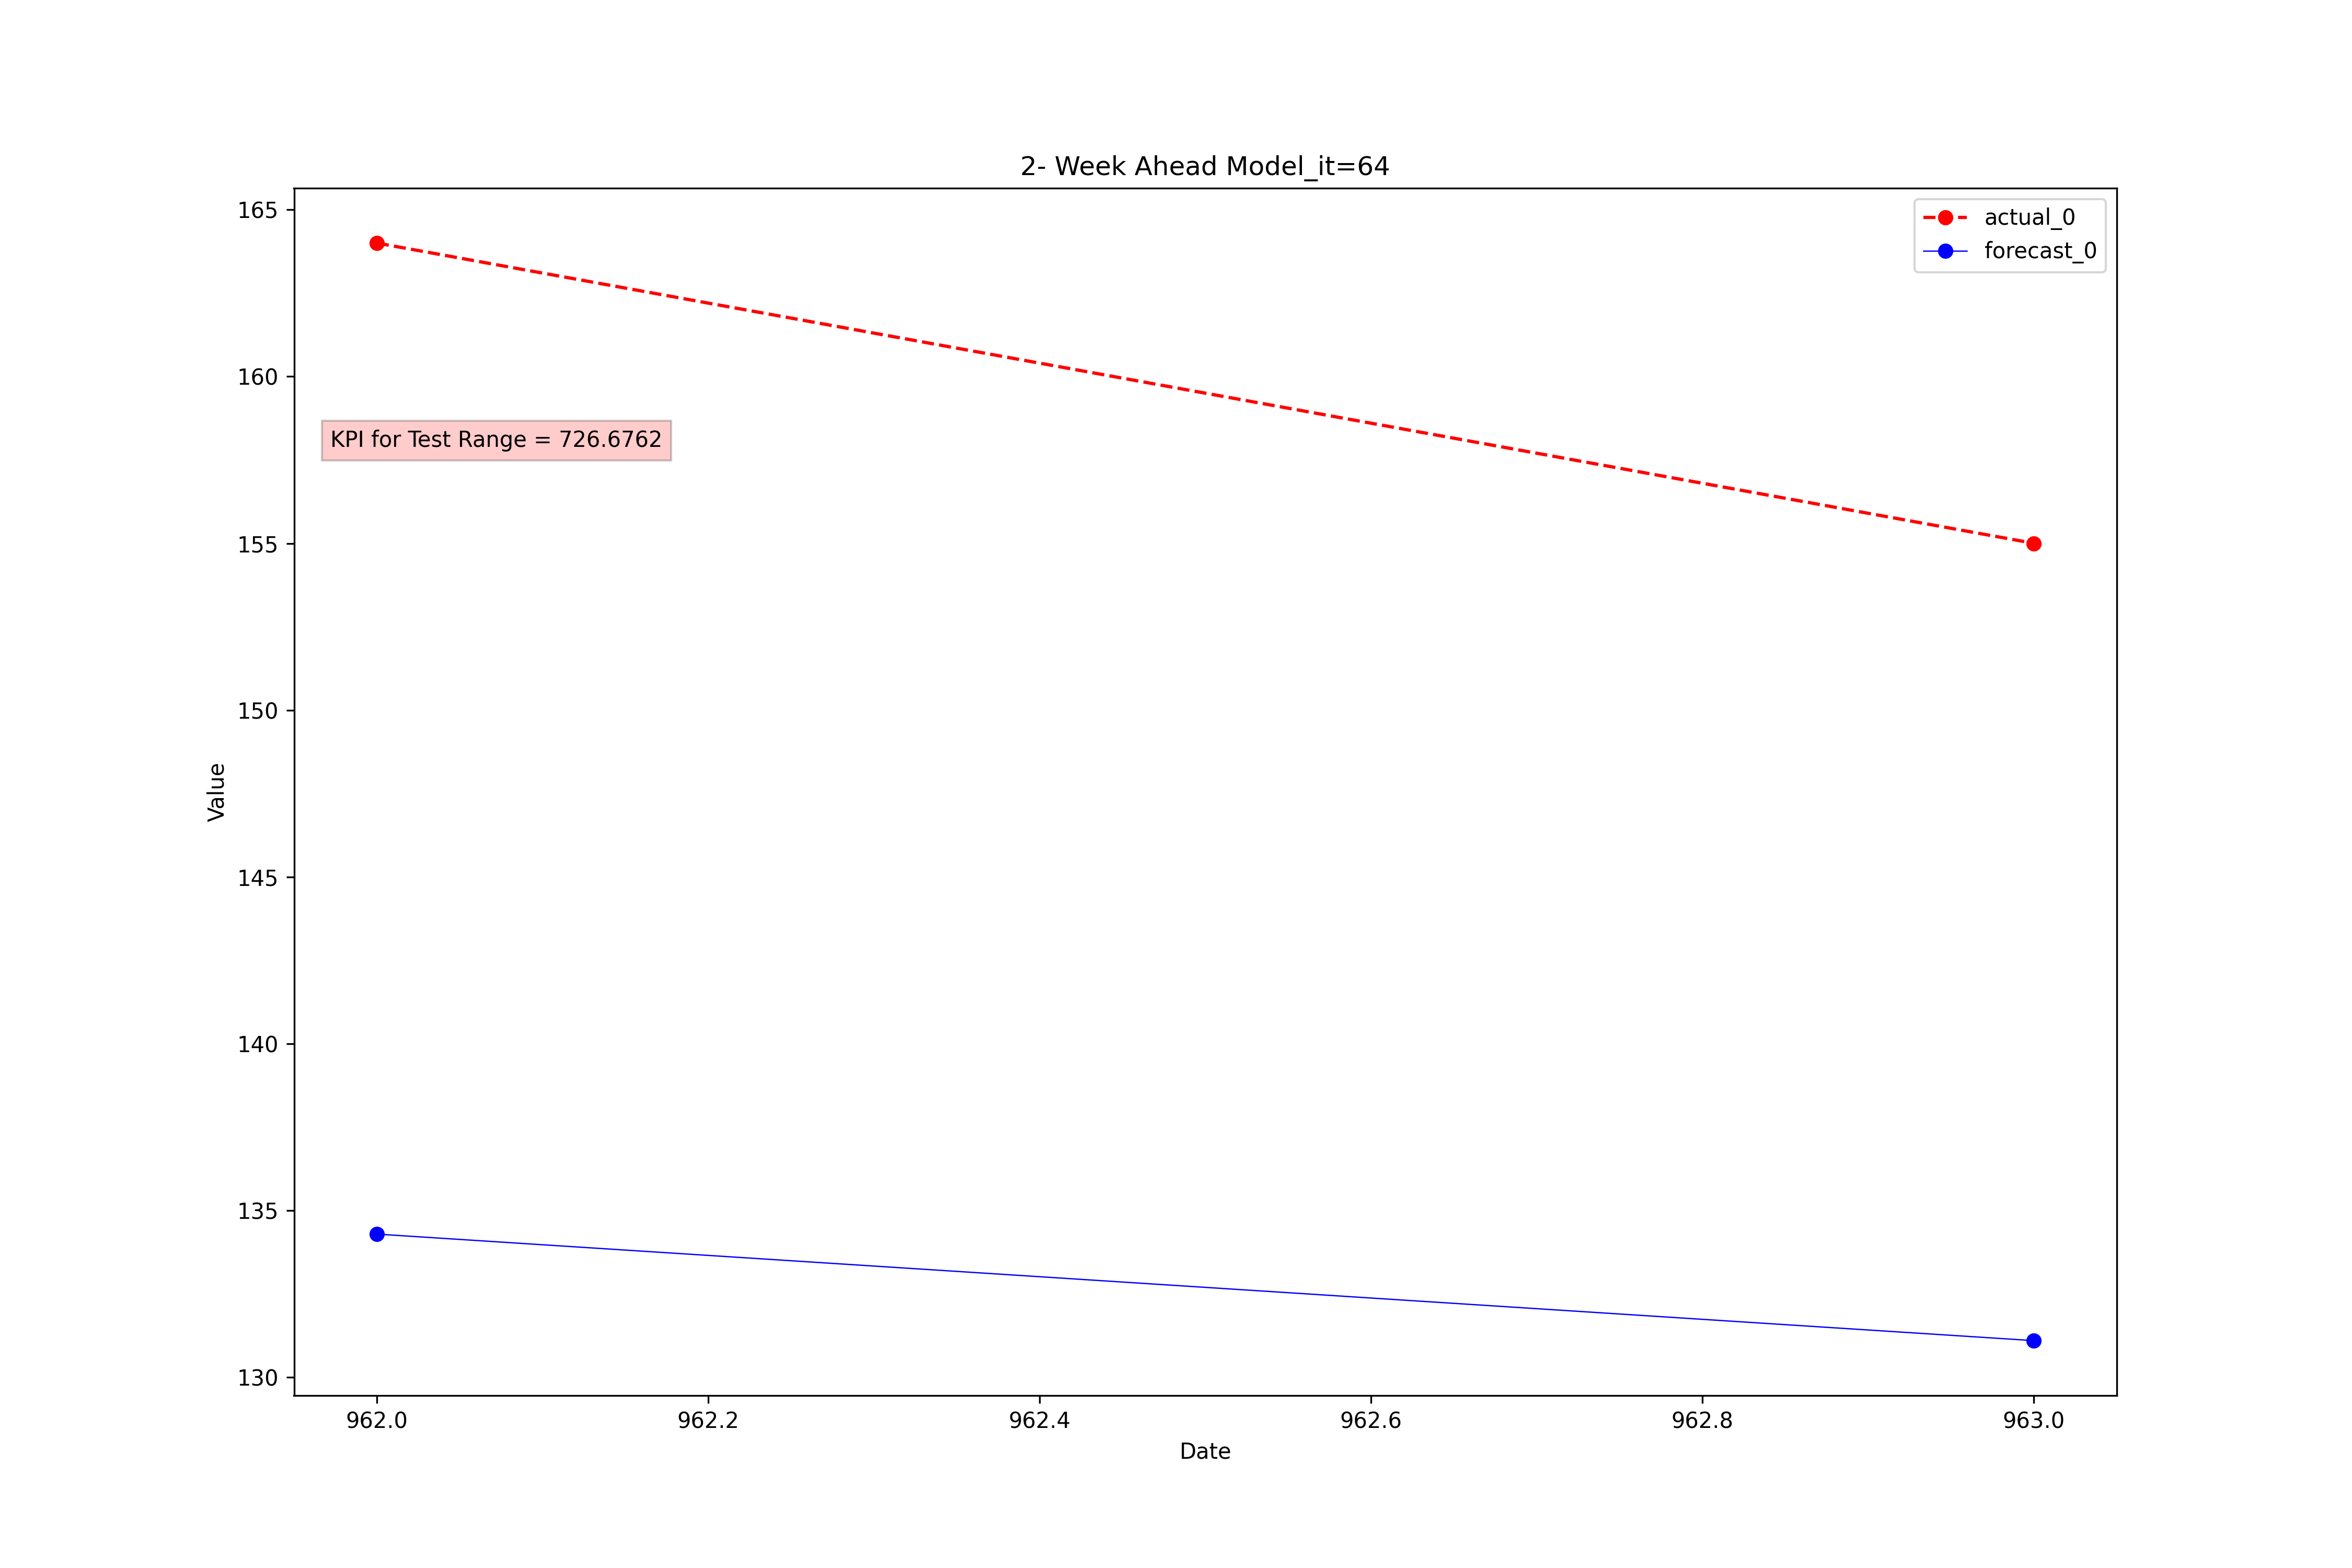 2- Week Ahead Model_it=64
165
actual_0
forecast_0
160
KPI for Test Range = 726.6762
155
150
Value
145
140
135
130
962.0 962.2 962.4 962.6 962.8 963.0
Date